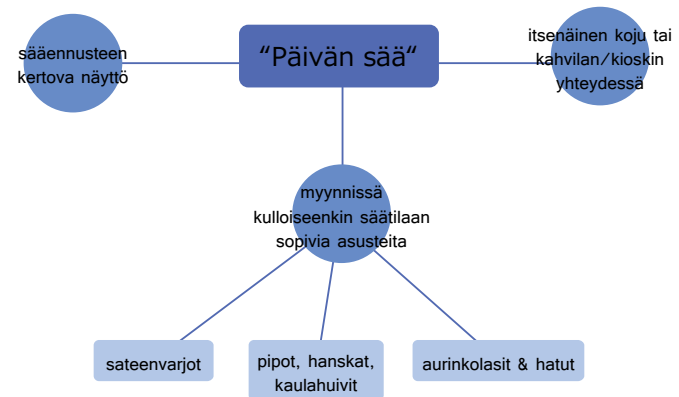 “Päivän sää“
sääennusteen
kertova näyttö
itsenäinen koju tai
kahvilan/kioskin
yhteydessä
myynnissä
kulloiseenkin säätilaan
sopivia asusteita
sateenvarjot
pipot, hanskat,
kaulahuivit
aurinkolasit & hatut